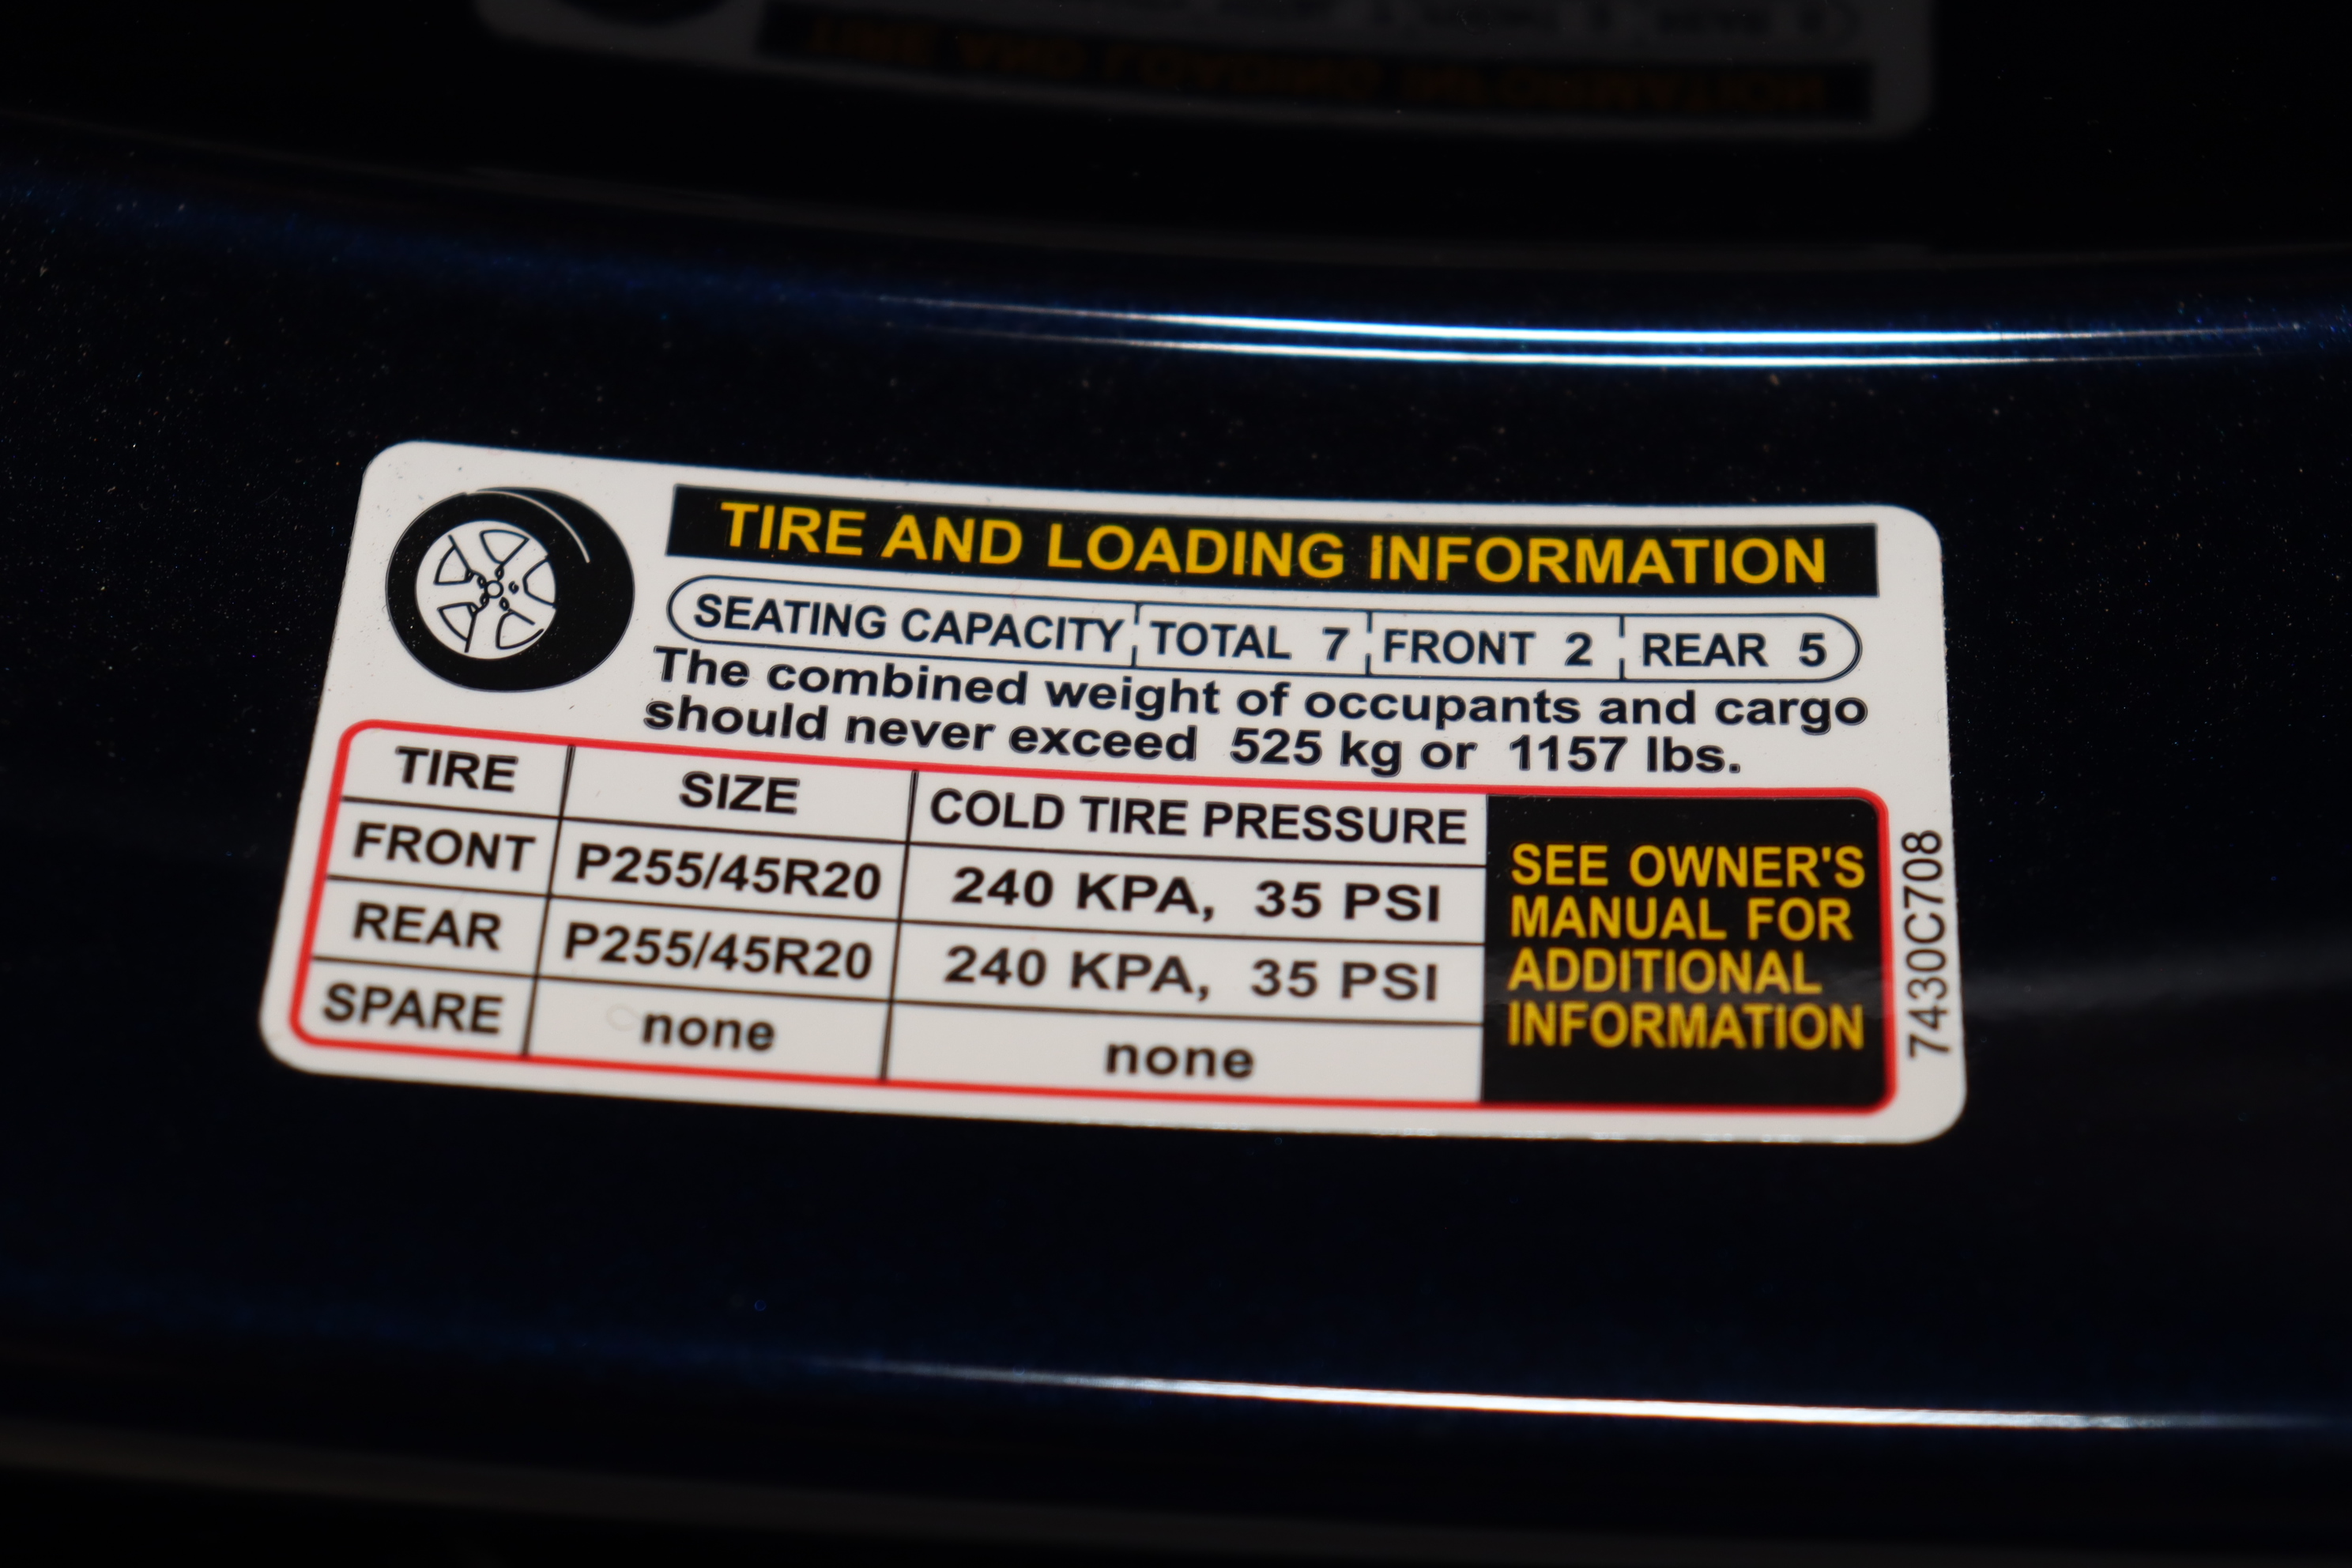 TIRE AND LOADING INFORMATION
SEATING CAPACITY TOTAL 7 FRONT 2 REAR 5
The combined weight of occupants and cargo
should never exceed 525 kg or 1157 lbs.
TIRE SIZE COLD TIRE PRESSURE
FRONT P255/45R20 240 KPA, 35 PSI
REAR P255/45R20 240 KPA, 35 PSI
SPARE none none
SEE OWNER'S
MANUAL FOR
ADDITIONAL
INFORMATION
7430C708